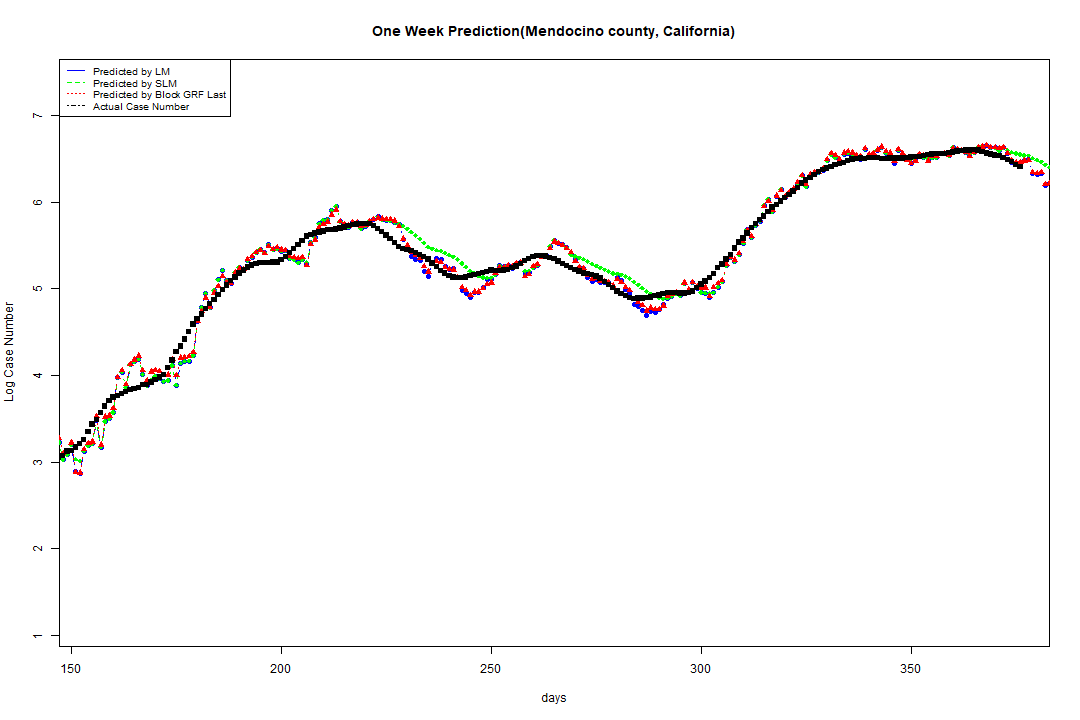 One Week Prediction(Mendocino county, California)
Predicted by LM
Predicted by SLM
Predicted by Block GRF Last
Actual Case Number
7
6
5
4
3
2
1
Log Case Number
150 200 250 300 350
days